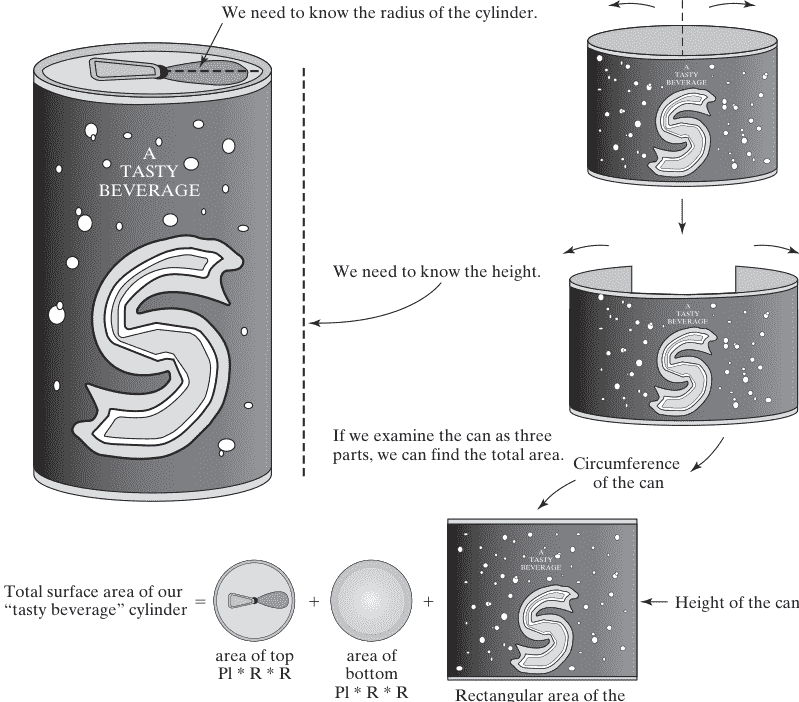 We need to know the radius of the cylinder.
A
TASTY
BEVERAGE
S
A
TASTY
BEVERAGE
S
We need to know the height.
A
TASTY
BEVERAGE
S
If we examine the can as three
parts, we can find the total area.
Circumference
of the can
A
TASTY
BEVERAGE
S
Total surface area of our
“tasty beverage” cylinder
=
+
+
Height of the can
area of top
Pl * R * R
area of
bottom
Pl * R * R
Rectangular area of the